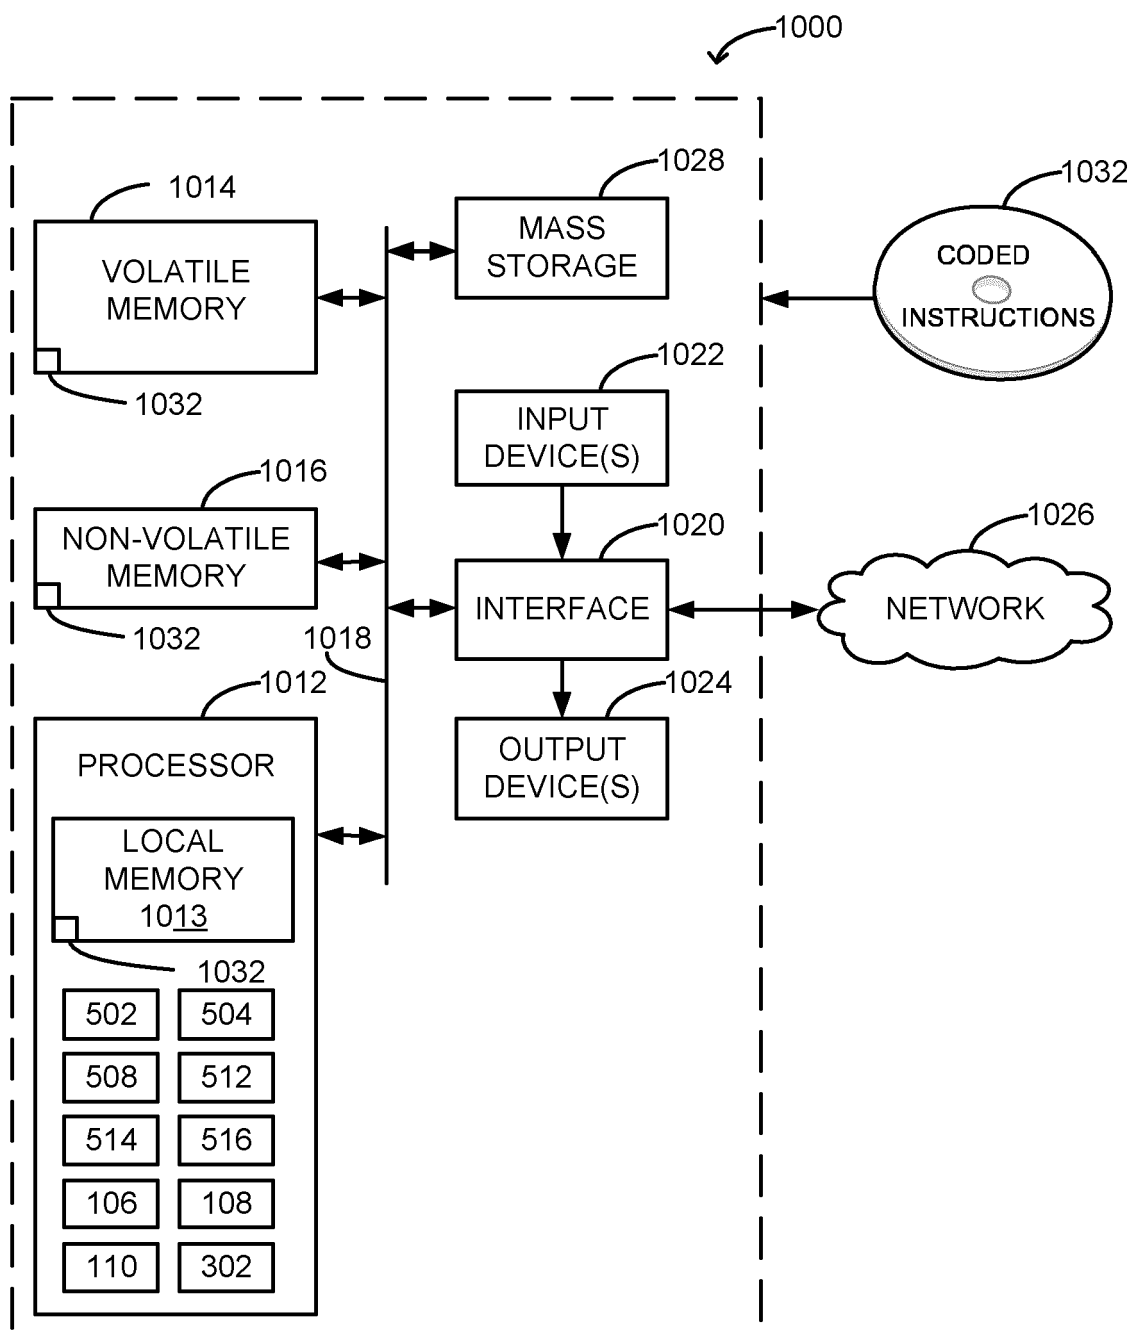 1000
1014
VOLATILE
MEMORY
1032
1028
MASS
STORAGE
1032
CODED
INSTRUCTIONS
1022
INPUT
DEVICE(S)
1016
NON-VOLATILE
MEMORY
1032
1018
1020
INTERFACE
1026
NETWORK
1012
PROCESSOR
1024
OUTPUT
DEVICE(S)
LOCAL
MEMORY
1013
1032
502 504
508 512
514 516
106 108
110 302